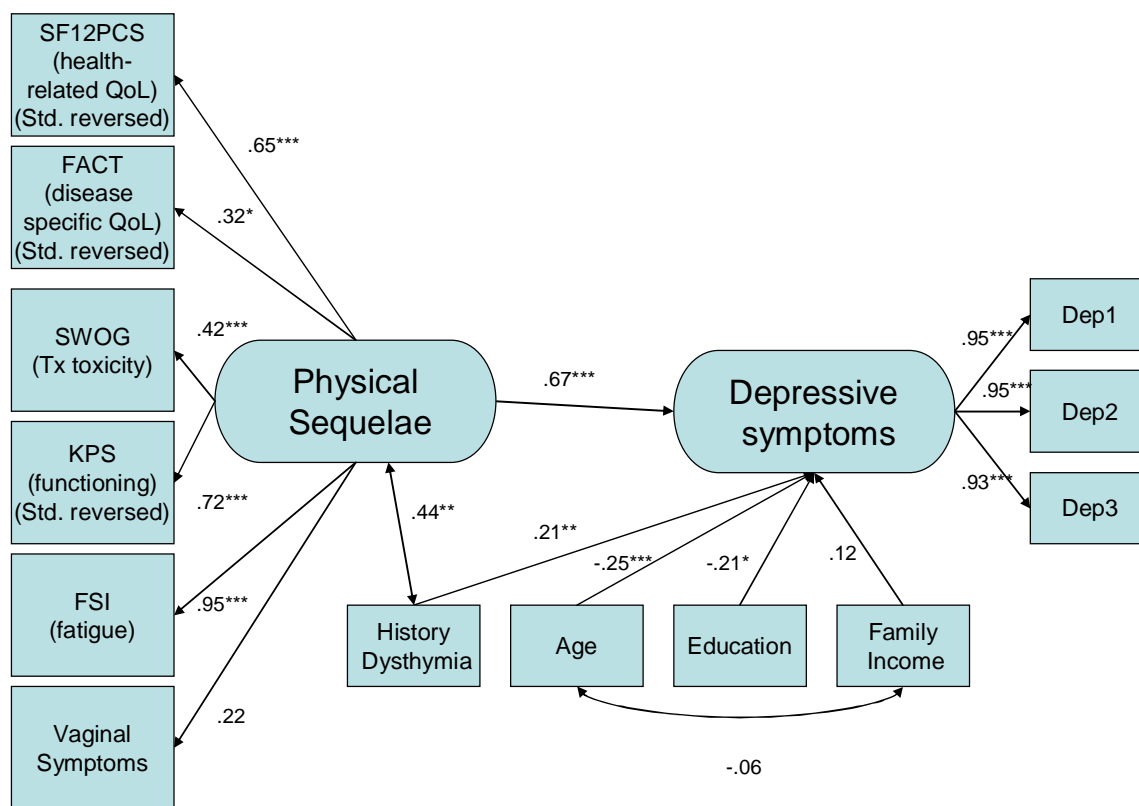 SF12PCS
(health-
related QoL)
(Std. reversed)
.65***
FACT
(disease
specific QoL)
(Std. reversed)
.32*
SWOG
(Tx toxicity)
.42***
KPS
(functioning)
(Std. reversed)
.72***
FSI
(fatigue)
.95***
Vaginal
Symptoms
.22
Physical
Sequelae
.67***
Depressive
symptoms
.95***
Dep1
.95***
Dep2
.93***
Dep3
.44**
.21**
-.25***
-.21*
.12
History
Dysthymia
Age
Education
Family
Income
-.06